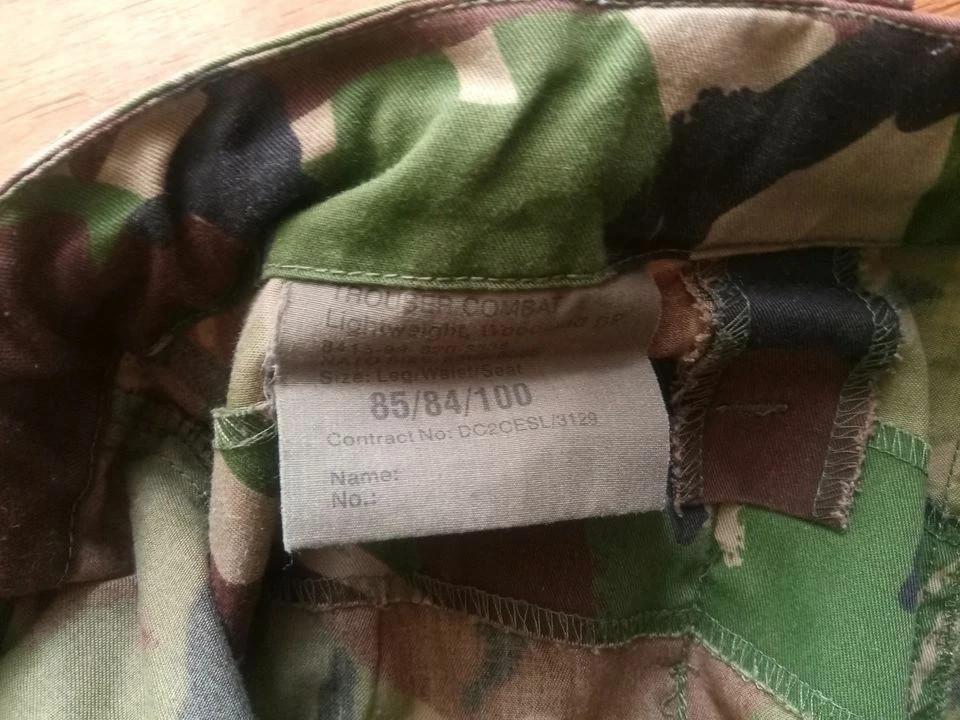 TROUSER COMBAT
Lightweight, Woodland DP
Size: Leg/Waist/Seat
85/84/100
Contract No: DC2CESL/3129
Name:
No.: